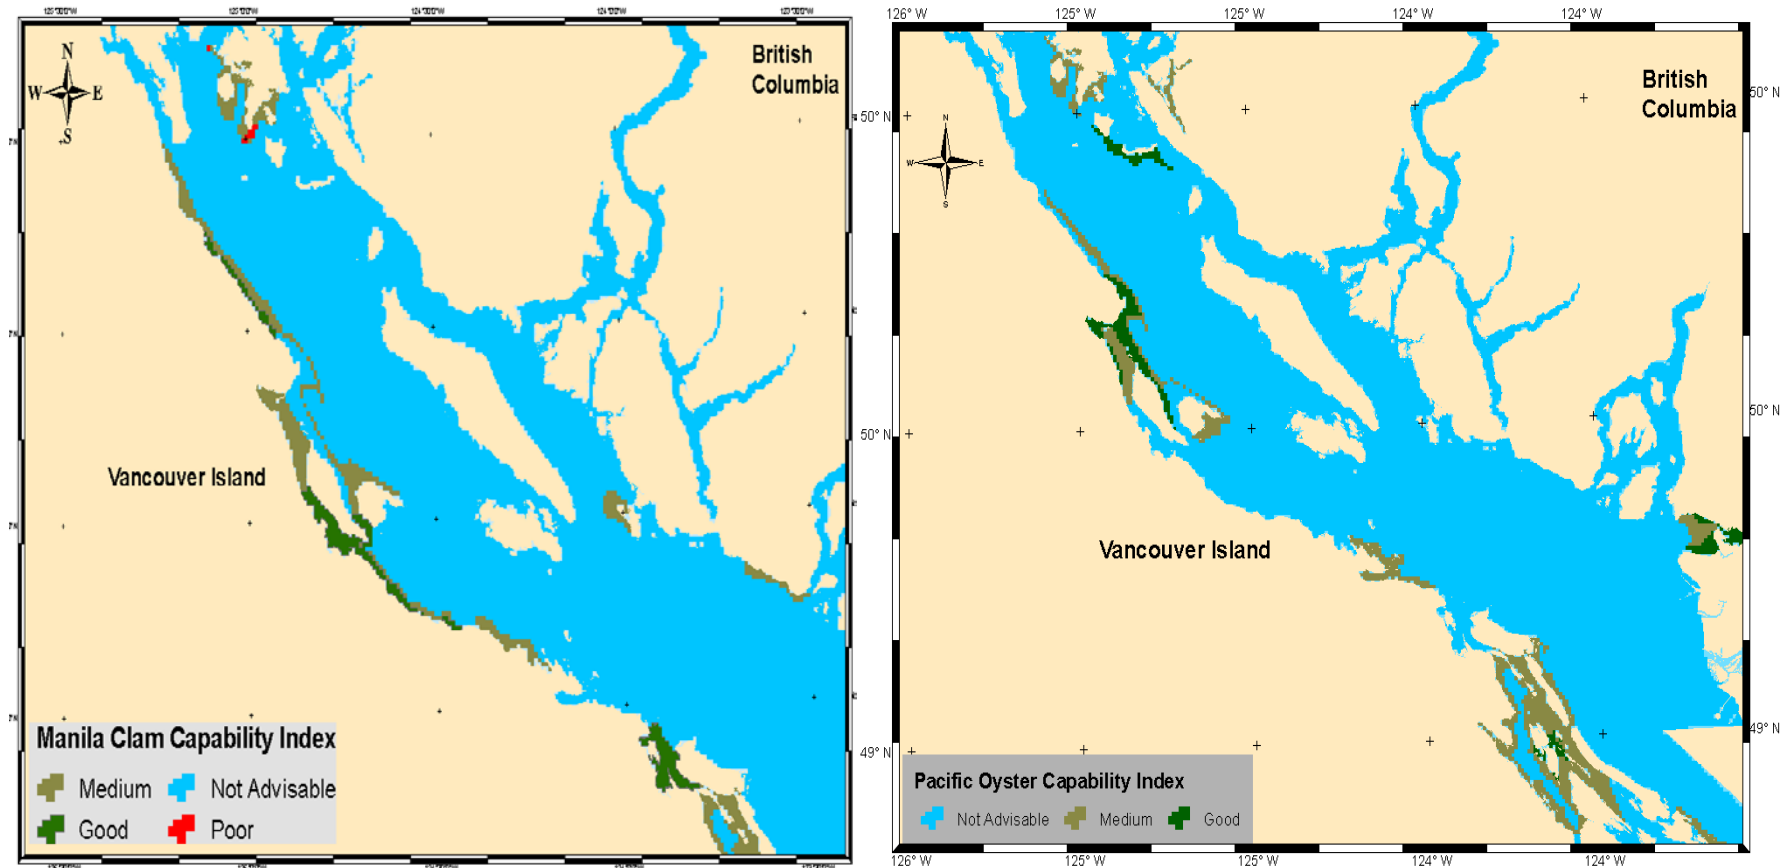 126° W 125° W 125° W 124° W 124° W
British
Columbia
N
W E
S
Vancouver Island
Manila Clam Capability Index
Medium Not Advisable
Good Poor
British
Columbia
50° N 50° N
N
W E
S
50° N 50° N
Vancouver Island
49° N 49° N
Pacific Oyster Capability Index
Not Advisable Medium Good
126° W 125° W 125° W 124° W 124° W